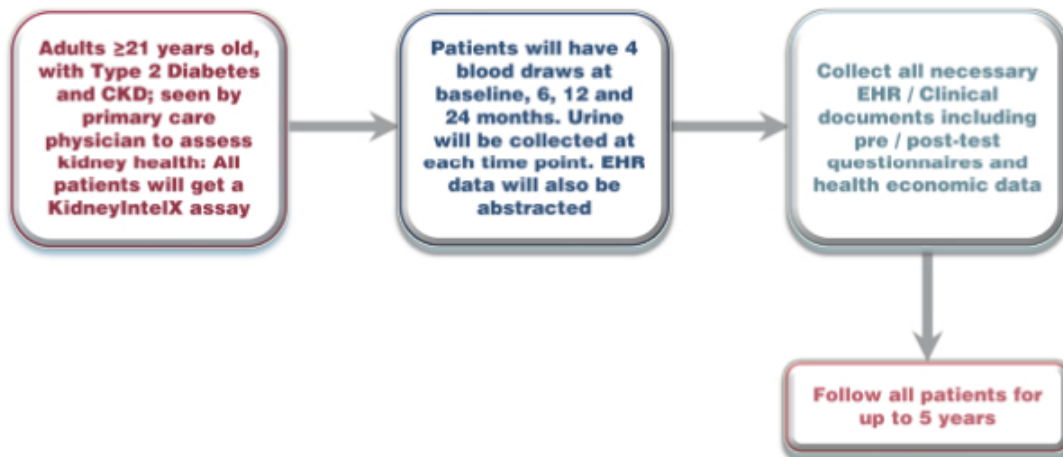 Adults ≥21 years old,
with Type 2 Diabetes
and CKD; seen by
primary care
physician to assess
kidney health: All
patients will get a
KidneyIntelX assay
Patients will have 4
blood draws at
baseline, 6, 12 and
24 months. Urine
will be collected at
each time point. EHR
data will also be
abstracted
Collect all necessary
EHR / Clinical
documents including
pre / post-test
questionnaires and
health economic data
Follow all patients for
up to 5 years